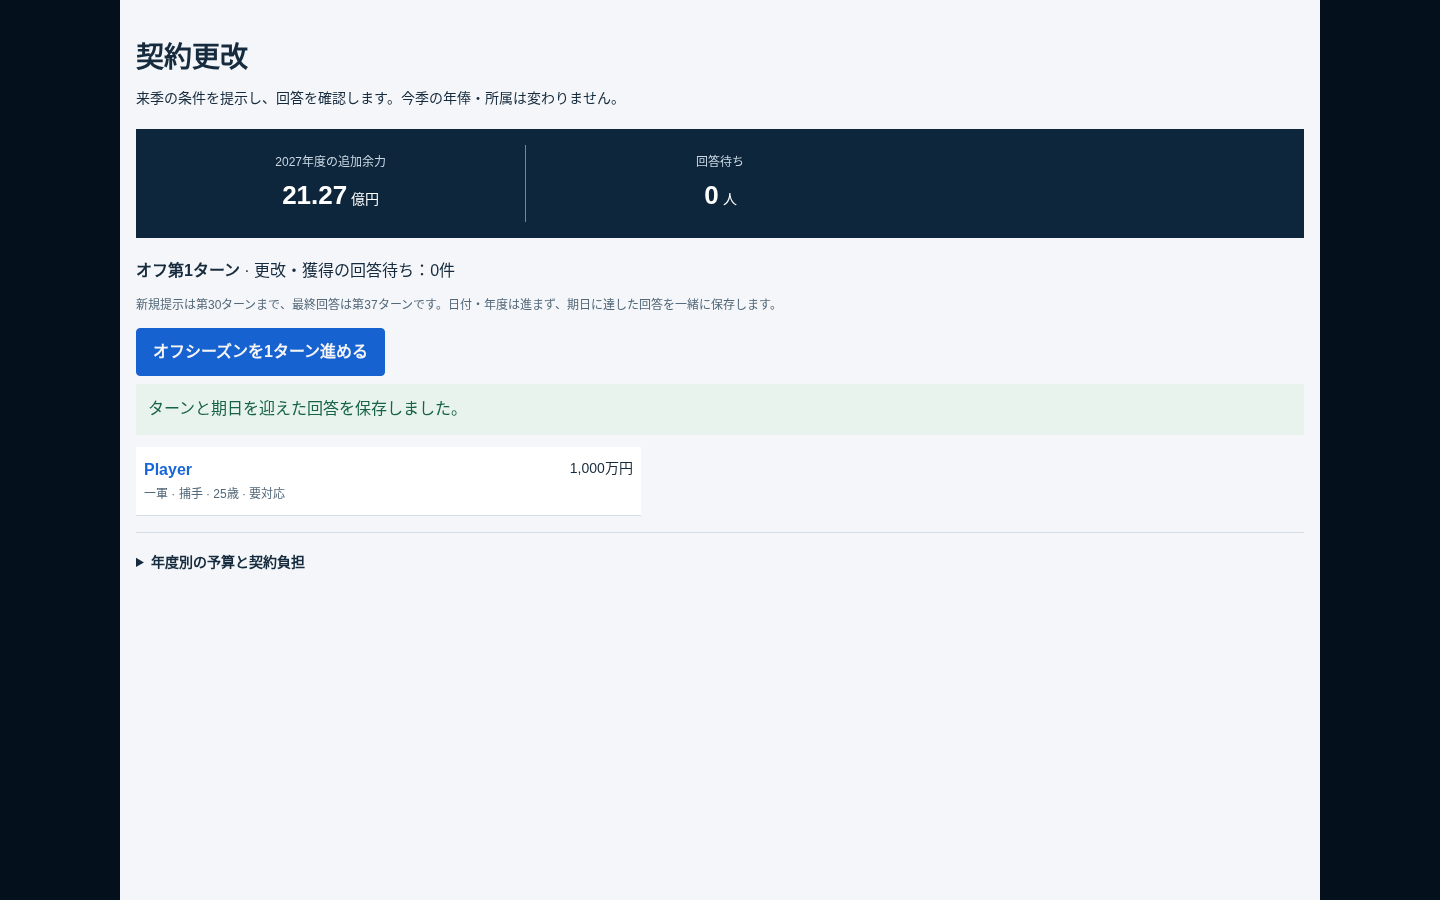 契約更改
来季の条件を提示し、回答を確認します。今季の年俸・所属は変わりません。
2027年度の追加余力
21.27 億円
回答待ち
0 人
オフ第1ターン · 更改・獲得の回答待ち：0件
新規提示は第30ターンまで、最終回答は第37ターンです。日付・年度は進まず、期日に達した回答を一緒に保存します。
オフシーズンを1ターン進める
ターンと期日を迎えた回答を保存しました。
Player
1,000万円
一軍 · 捕手 · 25歳 · 要対応
年度別の予算と契約負担